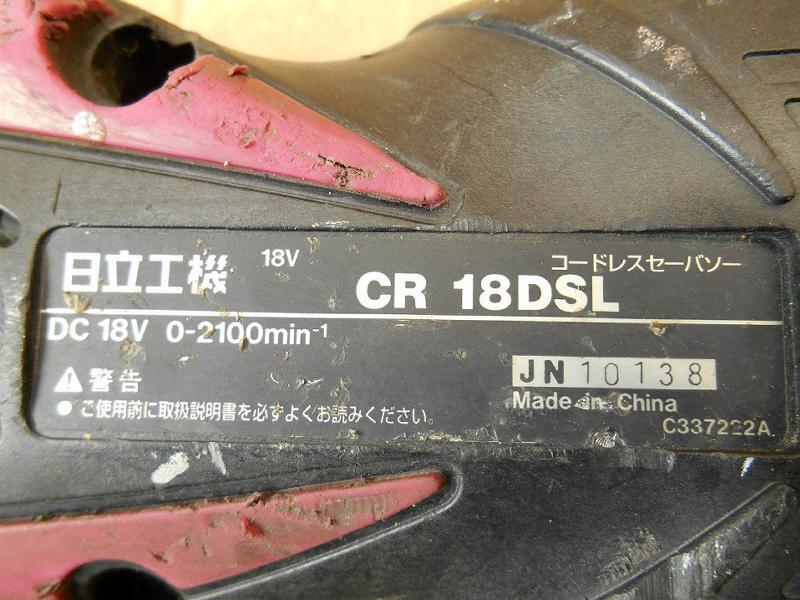 日立工機 18V コードレスセーバソー
CR 18DSL
DC 18V 0-2100min-1
JN 10138
警告
Made in China
● ご使用前に取扱説明書を必ずよくお読みください。
C337222A